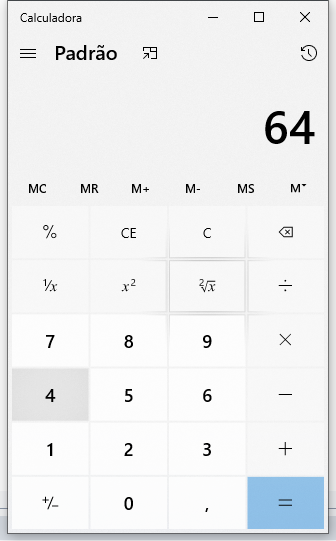 Calculadora
Padrão
64
MC MR M+ M- MS M˅
% CE C
¹/x x² ²√x ÷
7 8 9 ×
4 5 6 −
1 2 3 +
+/− 0 , =